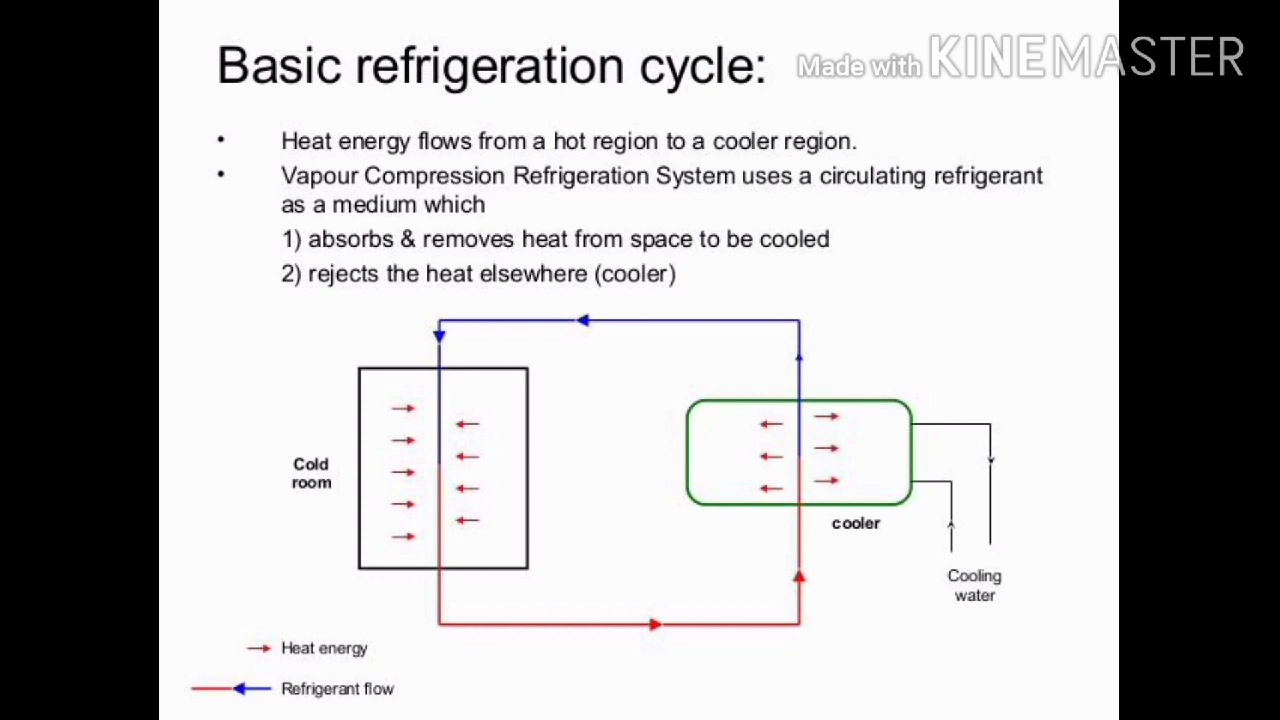 Basic refrigeration cycle:
Made with KINEMASTER
• Heat energy flows from a hot region to a cooler region.
• Vapour Compression Refrigeration System uses a circulating refrigerant
as a medium which
1) absorbs & removes heat from space to be cooled
2) rejects the heat elsewhere (cooler)
Cold
room
cooler
Cooling
water
Heat energy
Refrigerant flow